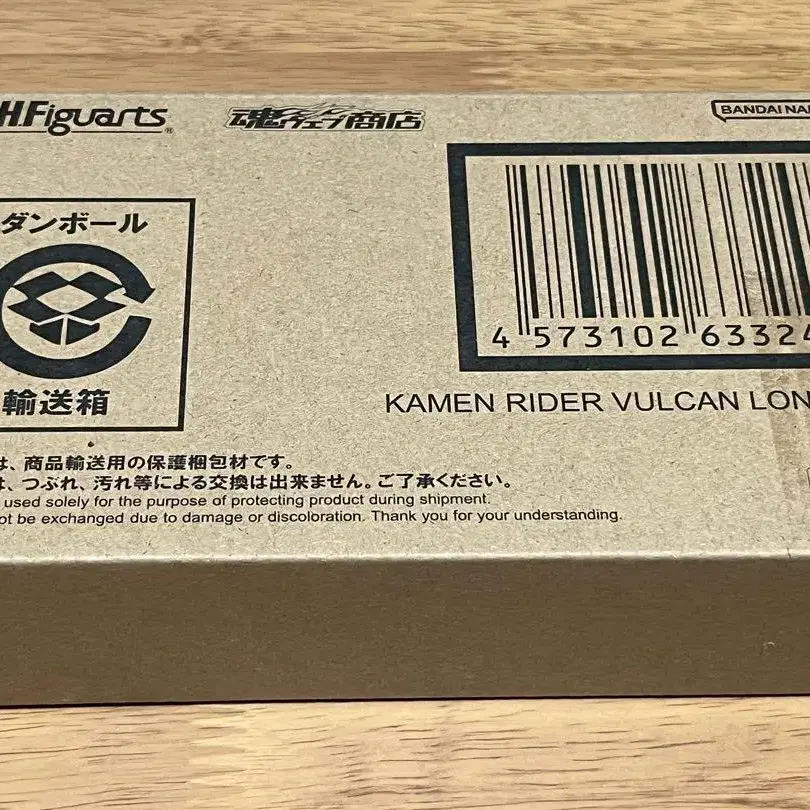 H.Figuarts
魂ウェブ商店
BANDAI NA
ダンボール
輸送箱
4 573102 63324
KAMEN RIDER VULCAN LON
は、商品輸送用の保護梱包材です。
は、つぶれ、汚れ等による交換は出来ません。ご了承ください。
used solely for the purpose of protecting product during shipment.
ot be exchanged due to damage or discoloration. Thank you for your understanding.